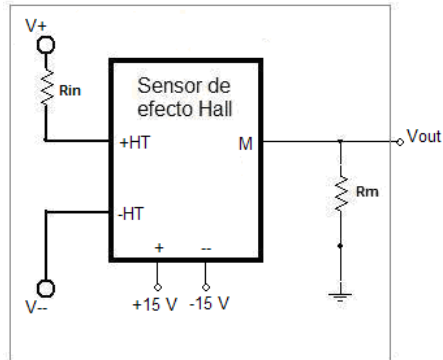 V+
Rin
Sensor de
efecto Hall
+HT
M
Vout
Rm
-HT
+ --
V--
+15 V -15 V